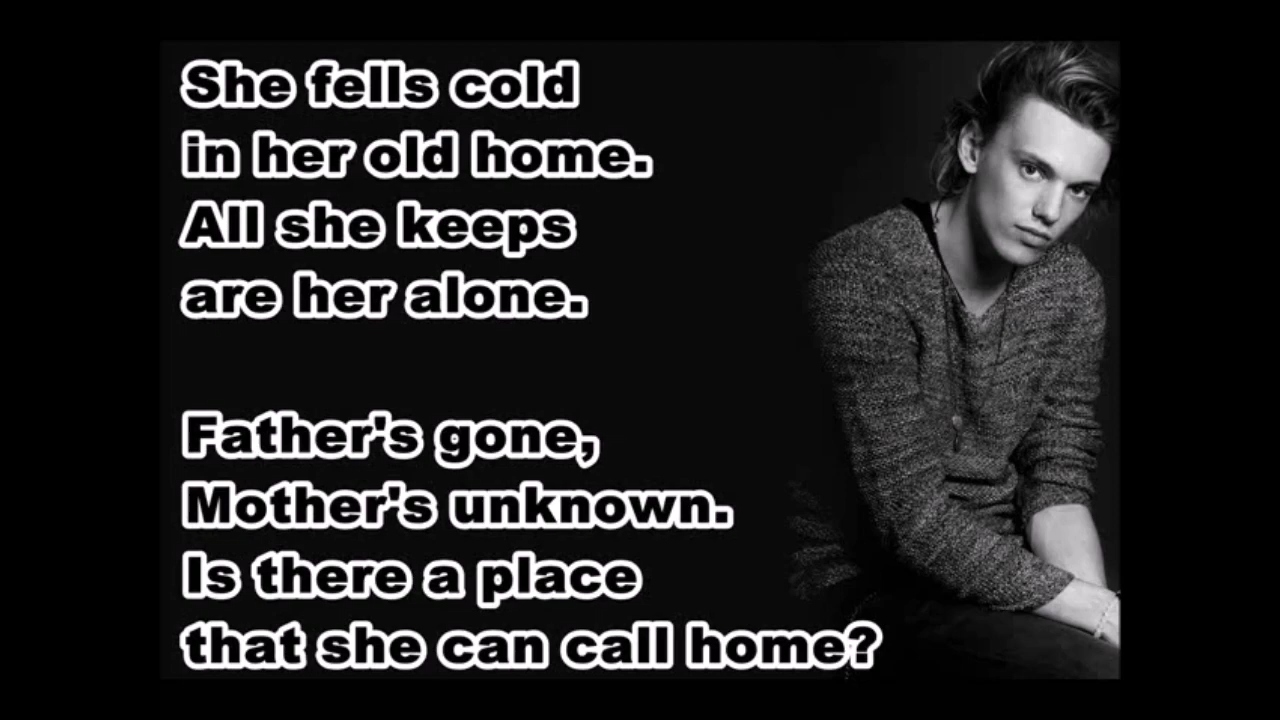 She fells cold
in her old home.
All she keeps
are her alone.
Father's gone,
Mother's unknown.
Is there a place
that she can call home?